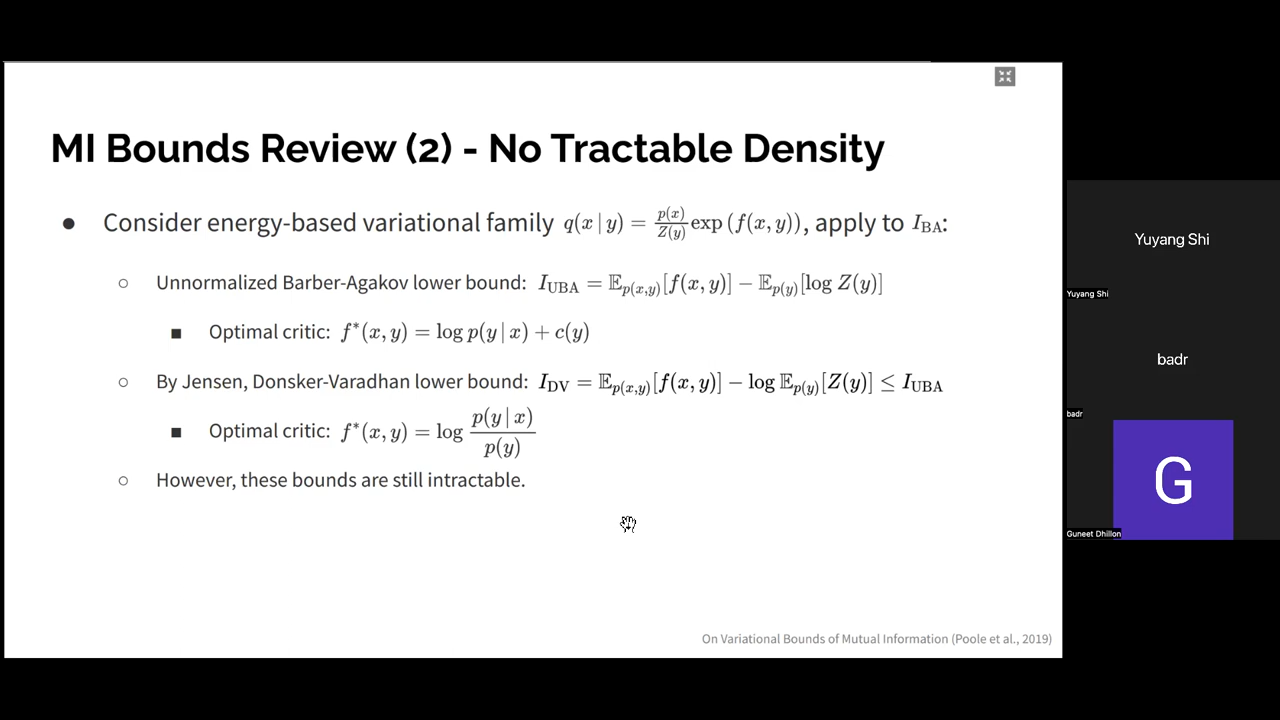 MI Bounds Review (2) - No Tractable Density
● Consider energy-based variational family q(x | y) = p(x)/Z(y) exp (f(x, y)), apply to I_BA:
○ Unnormalized Barber-Agakov lower bound: I_UBA = 𝔼_p(x,y)[f(x, y)] − 𝔼_p(y)[log Z(y)]
■ Optimal critic: f*(x, y) = log p(y | x) + c(y)
○ By Jensen, Donsker-Varadhan lower bound: I_DV = 𝔼_p(x,y)[f(x, y)] − log 𝔼_p(y)[Z(y)] ≤ I_UBA
■ Optimal critic: f*(x, y) = log p(y | x)/p(y)
○ However, these bounds are still intractable.
On Variational Bounds of Mutual Information (Poole et al., 2019)
Yuyang Shi
Yuyang Shi
badr
badr
G
Guneet Dhillon